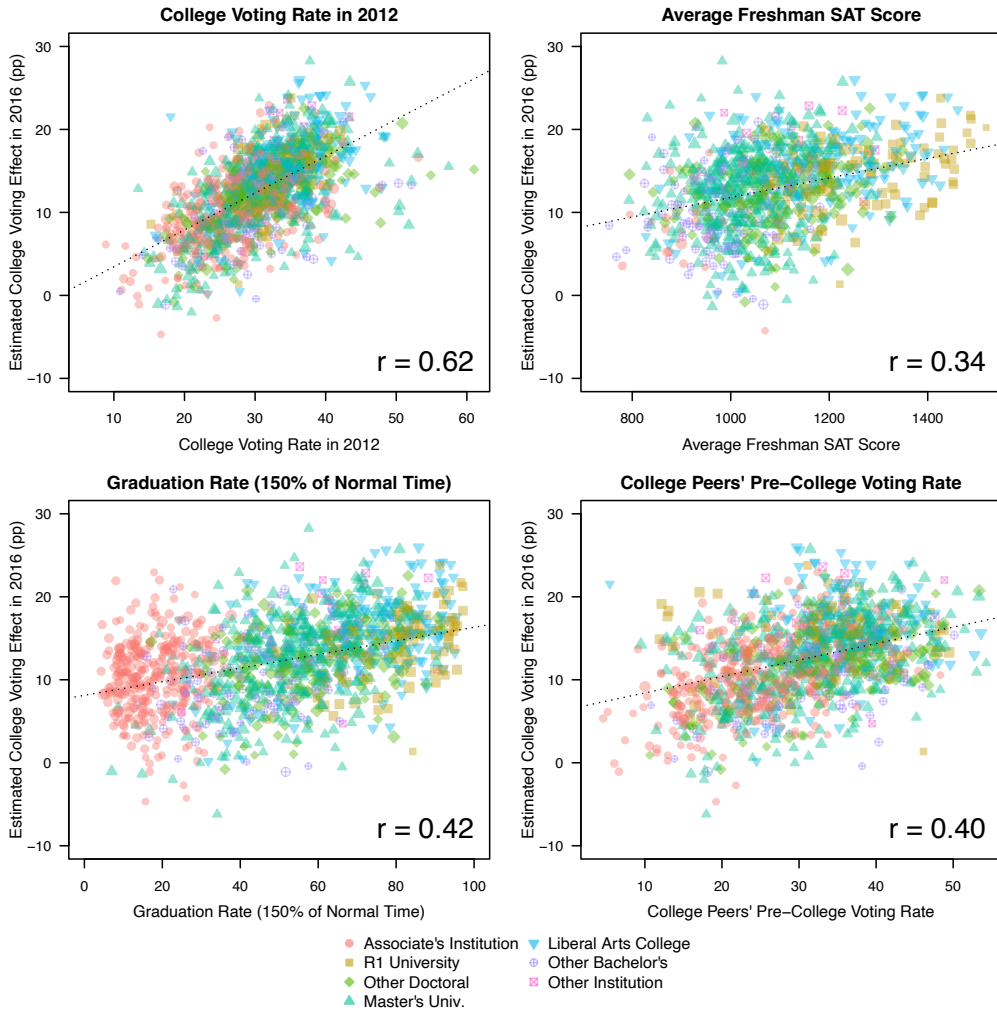 College Voting Rate in 2012
Estimated College Voting Effect in 2016 (pp)
30
20
10
0
−10
r = 0.62
10 20 30 40 50 60
College Voting Rate in 2012
Average Freshman SAT Score
Estimated College Voting Effect in 2016 (pp)
30
20
10
0
−10
r = 0.34
800 1000 1200 1400
Average Freshman SAT Score
Graduation Rate (150% of Normal Time)
Estimated College Voting Effect in 2016 (pp)
30
20
10
0
−10
r = 0.42
0 20 40 60 80 100
Graduation Rate (150% of Normal Time)
College Peers' Pre−College Voting Rate
Estimated College Voting Effect in 2016 (pp)
30
20
10
0
−10
r = 0.40
10 20 30 40 50
College Peers' Pre−College Voting Rate
Associate's Institution
R1 University
Other Doctoral
Master's Univ.
Liberal Arts College
Other Bachelor's
Other Institution